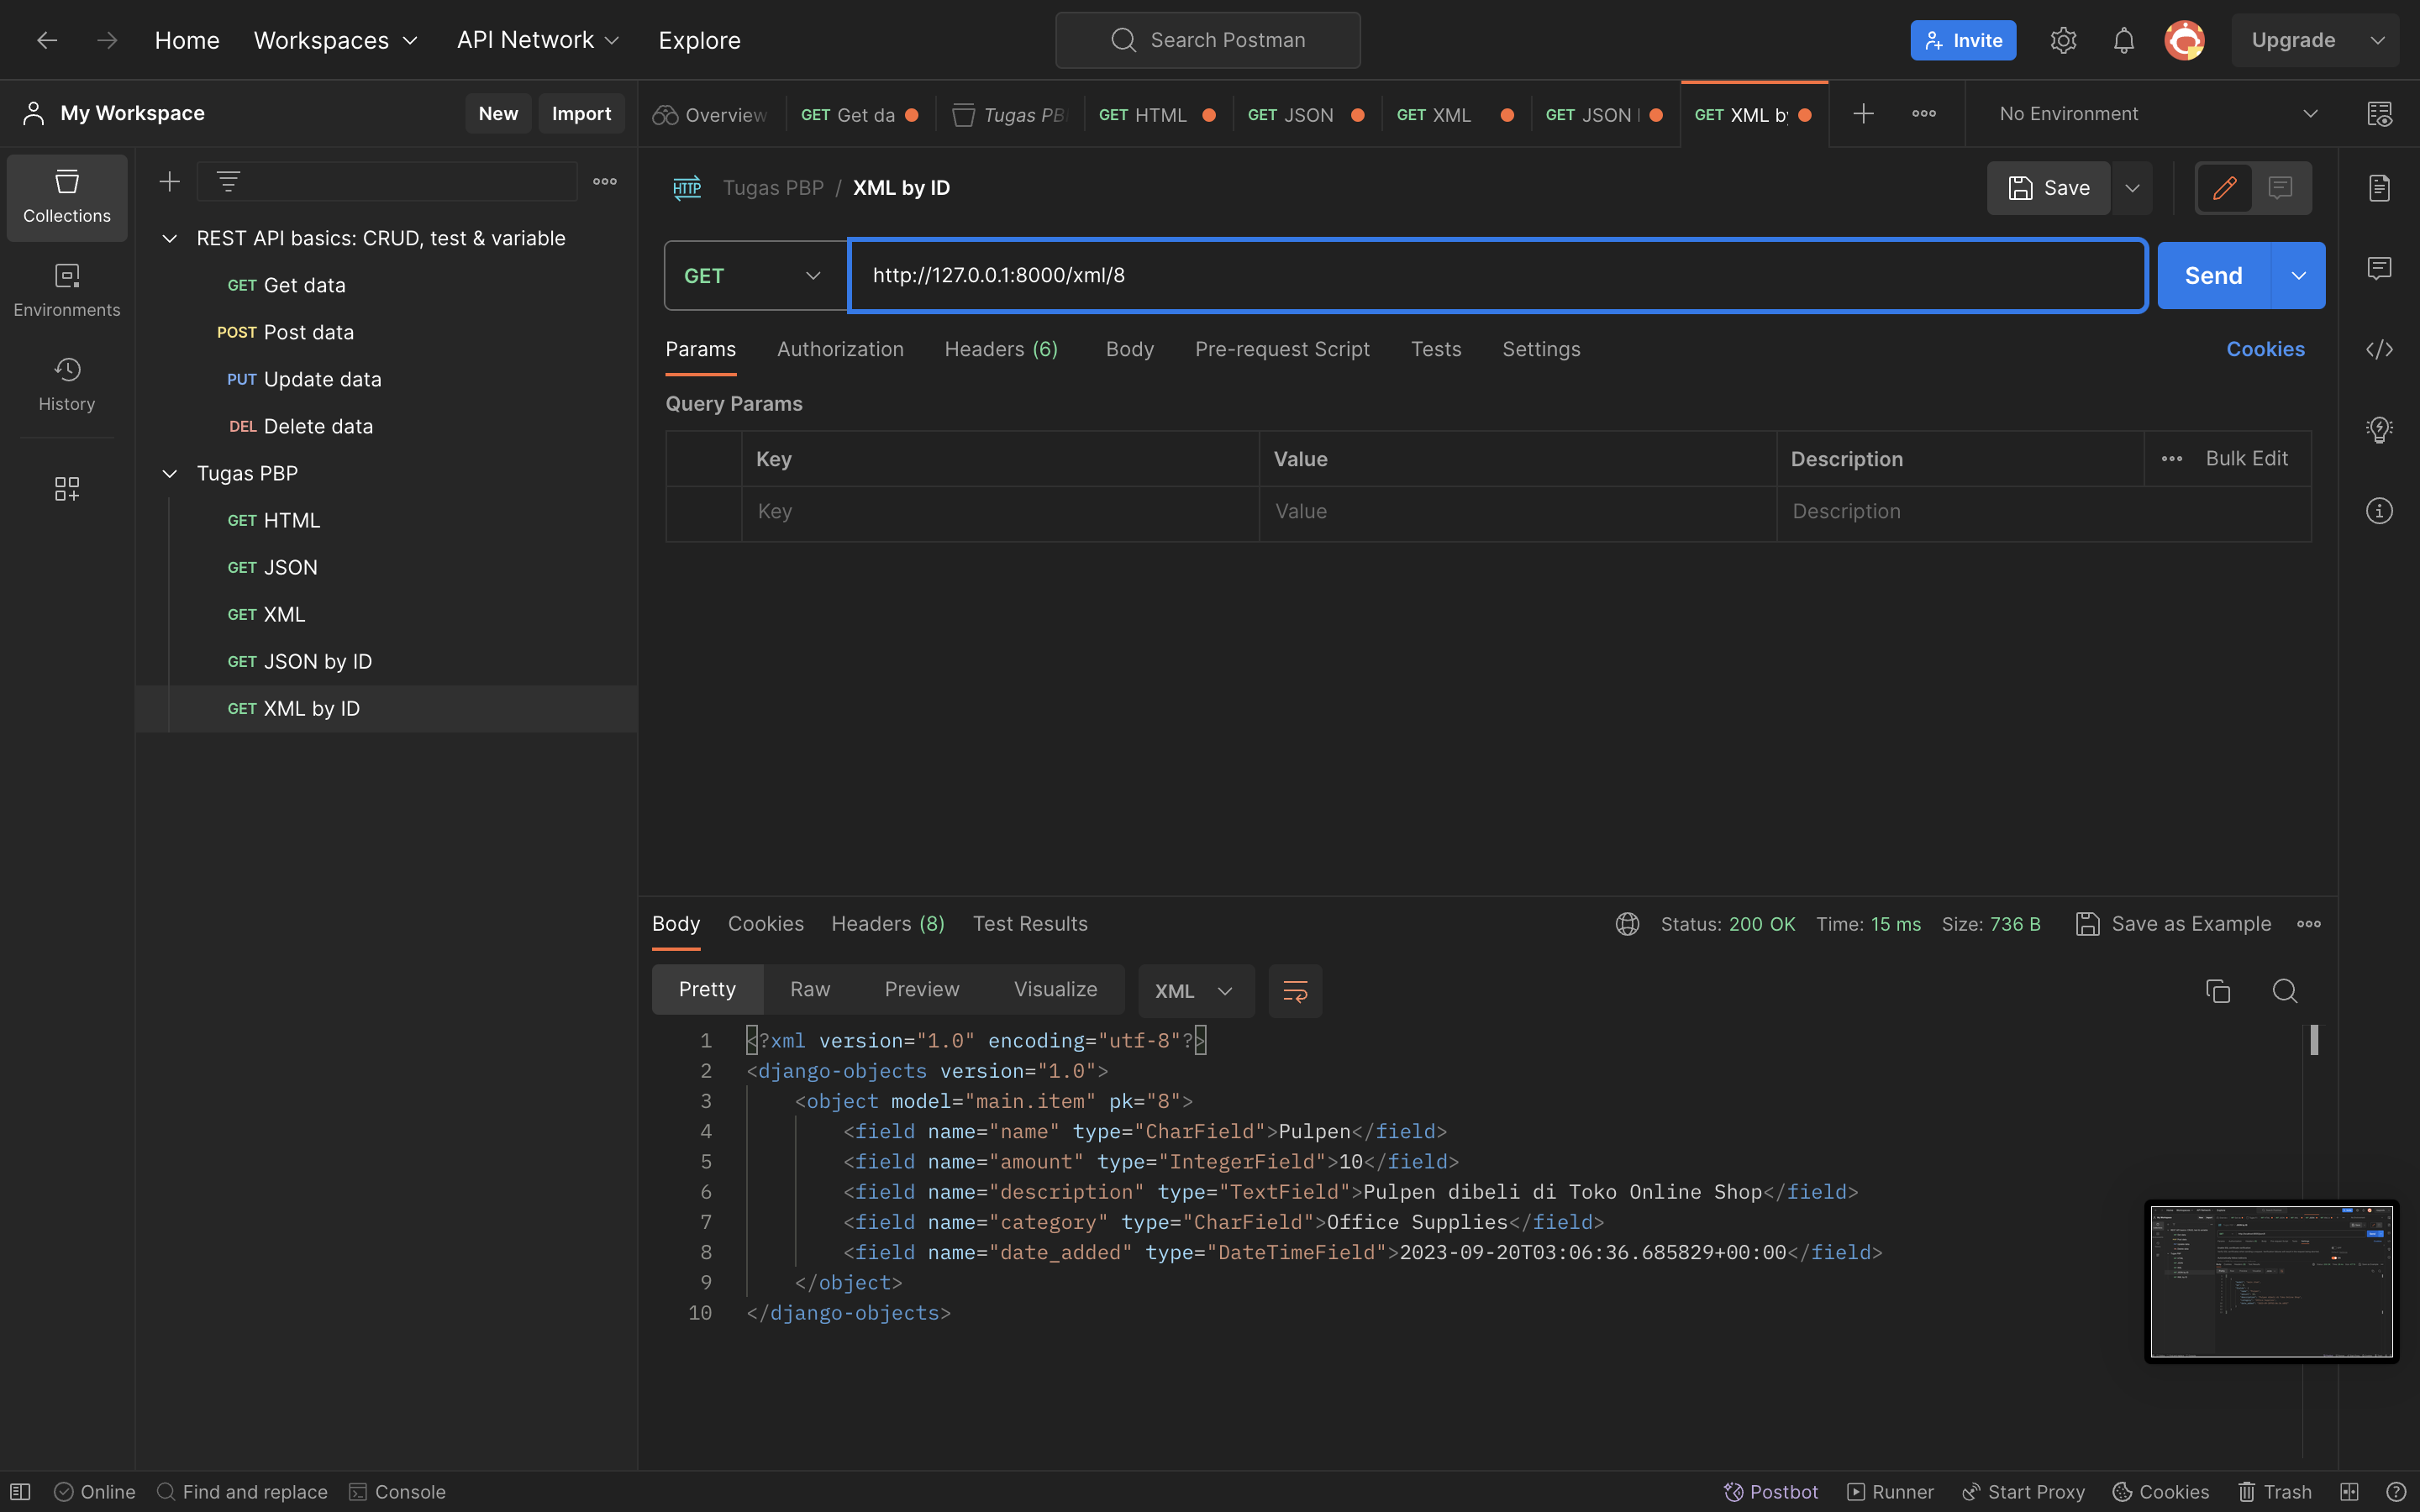 Home Workspaces API Network Explore Search Postman Invite Upgrade
My Workspace New Import Overview GET Get da Tugas PB GET HTML GET JSON GET XML GET JSON GET XML by No Environment
Collections
Environments
History
REST API basics: CRUD, test & variable
GET Get data
POST Post data
PUT Update data
DEL Delete data
Tugas PBP
GET HTML
GET JSON
GET XML
GET JSON by ID
GET XML by ID
HTTP Tugas PBP / XML by ID Save
GET http://127.0.0.1:8000/xml/8 Send
Params Authorization Headers (6) Body Pre-request Script Tests Settings Cookies
Query Params
Key Value Description Bulk Edit
Key Value Description
Body Cookies Headers (8) Test Results Status: 200 OK Time: 15 ms Size: 736 B Save as Example
Pretty Raw Preview Visualize XML
1 <?xml version="1.0" encoding="utf-8"?>
2 <django-objects version="1.0">
3 <object model="main.item" pk="8">
4 <field name="name" type="CharField">Pulpen</field>
5 <field name="amount" type="IntegerField">10</field>
6 <field name="description" type="TextField">Pulpen dibeli di Toko Online Shop</field>
7 <field name="category" type="CharField">Office Supplies</field>
8 <field name="date_added" type="DateTimeField">2023-09-20T03:06:36.685829+00:00</field>
9 </object>
10 </django-objects>
Online Find and replace Console Postbot Runner Start Proxy Cookies Trash